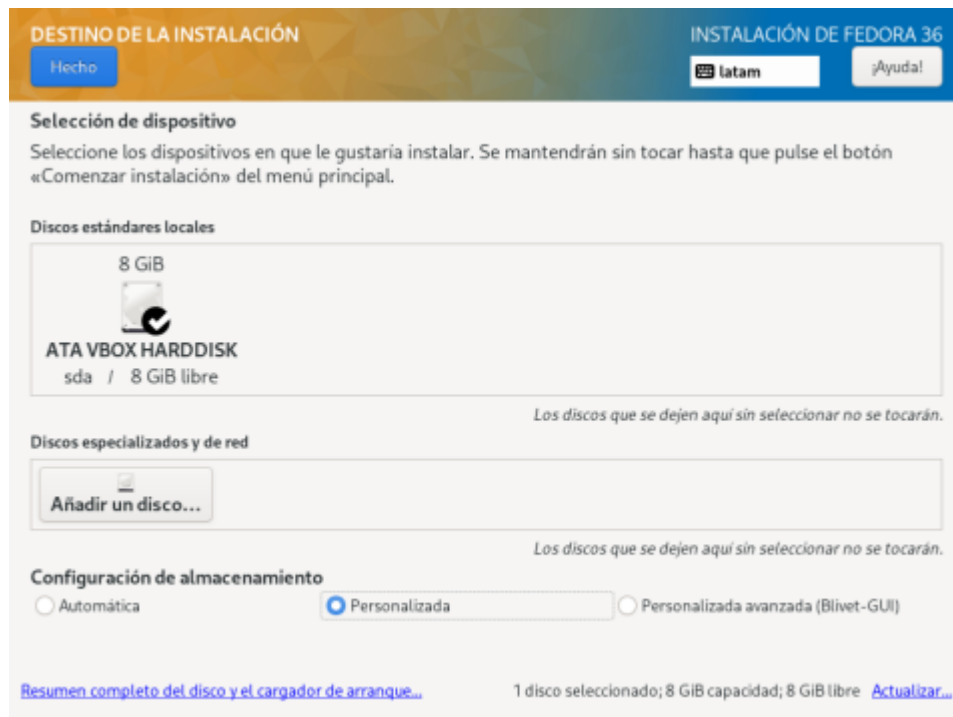 DESTINO DE LA INSTALACIÓN
INSTALACIÓN DE FEDORA 36
Hecho
latam
¡Ayuda!
Selección de dispositivo
Seleccione los dispositivos en que le gustaría instalar. Se mantendrán sin tocar hasta que pulse el botón
«Comenzar instalación» del menú principal.
Discos estándares locales
8 GiB
ATA VBOX HARDDISK
sda / 8 GiB libre
Los discos que se dejen aquí sin seleccionar no se tocarán.
Discos especializados y de red
Añadir un disco...
Los discos que se dejen aquí sin seleccionar no se tocarán.
Configuración de almacenamiento
Automática
Personalizada
Personalizada avanzada (Blivet-GUI)
Resumen completo del disco y el cargador de arranque...
1 disco seleccionado; 8 GiB capacidad; 8 GiB libre
Actualizar...